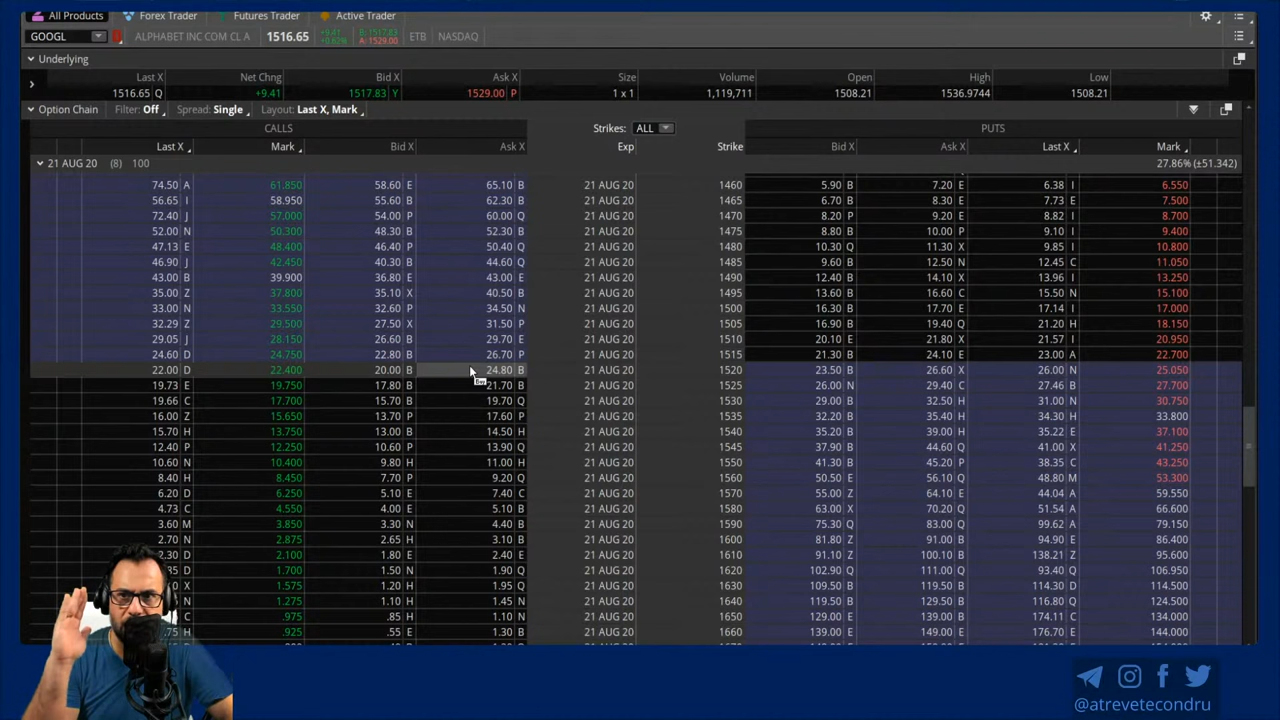 All Products Forex Trader Futures Trader Active Trader
GOOGL ALPHABET INC COM CL A 1516.65 +9.41 +0.62% B: 1517.83 A: 1529.00 ETB NASDAQ
Underlying
Last X Net Chng Bid X Ask X Size Volume Open High Low
1516.65 Q +9.41 1517.83 Y 1529.00 P 1 x 1 1,119,711 1508.21 1536.9744 1508.21
Option Chain Filter: Off Spread: Single Layout: Last X, Mark
CALLS Strikes: ALL PUTS
Last X Mark Bid X Ask X Exp Strike Bid X Ask X Last X Mark
21 AUG 20 (8) 100 27.86% (±51.342)
74.50 A 61.850 58.60 E 65.10 B 21 AUG 20 1460 5.90 B 7.20 E 6.38 I 6.550
56.65 I 58.950 55.60 B 62.30 B 21 AUG 20 1465 6.70 B 8.30 E 7.73 E 7.500
72.40 J 57.000 54.00 P 60.00 Q 21 AUG 20 1470 8.20 P 9.20 E 8.82 I 8.700
52.00 N 50.300 48.30 B 52.30 B 21 AUG 20 1475 8.80 B 10.00 P 9.10 I 9.400
47.13 E 48.400 46.40 P 50.40 Q 21 AUG 20 1480 10.30 Q 11.30 X 9.85 I 10.800
46.90 J 42.450 40.30 B 44.60 Q 21 AUG 20 1485 9.60 B 12.50 N 12.45 C 11.050
43.00 B 39.900 36.80 E 43.00 E 21 AUG 20 1490 12.40 B 14.10 X 13.96 I 13.250
35.00 Z 37.800 35.10 X 40.50 B 21 AUG 20 1495 13.60 B 16.60 C 15.50 N 15.100
33.00 N 33.550 32.60 P 34.50 N 21 AUG 20 1500 16.30 B 17.70 E 17.14 I 17.000
32.29 Z 29.500 27.50 X 31.50 P 21 AUG 20 1505 16.90 B 19.40 Q 21.20 H 18.150
29.05 J 28.150 26.60 B 29.70 E 21 AUG 20 1510 20.10 E 21.80 X 21.57 I 20.950
24.60 D 24.750 22.80 B 26.70 P 21 AUG 20 1515 21.30 B 24.10 E 23.00 A 22.700
22.00 D 22.400 20.00 B 24.80 B 21 AUG 20 1520 23.50 B 26.60 X 26.00 N 25.050
19.73 E 19.750 17.80 B 21.70 B 21 AUG 20 1525 26.00 N 29.40 C 27.46 B 27.700
19.66 C 17.700 15.70 B 19.70 Q 21 AUG 20 1530 28.50 B 32.50 H 31.00 N 30.750
16.00 Z 15.650 13.70 P 17.60 P 21 AUG 20 1535 32.20 B 35.40 H 34.30 H 33.800
15.70 H 13.750 13.00 B 14.50 H 21 AUG 20 1540 35.20 B 39.00 H 35.22 E 37.100
12.40 P 12.250 10.60 P 13.90 Q 21 AUG 20 1545 37.90 B 44.60 Q 41.00 X 41.250
10.60 N 10.400 9.80 H 11.00 H 21 AUG 20 1550 41.30 B 45.20 P 38.35 C 43.250
8.40 H 8.450 7.70 P 9.20 Q 21 AUG 20 1560 50.50 E 56.10 Q 48.80 M 53.300
6.20 D 6.250 5.10 E 7.40 C 21 AUG 20 1570 55.00 Z 64.10 E 44.04 A 59.550
4.73 C 4.550 4.00 E 5.10 B 21 AUG 20 1580 63.00 X 70.20 Q 51.54 A 66.600
3.60 M 3.850 3.30 N 4.40 B 21 AUG 20 1590 75.30 Q 83.00 Q 99.62 A 79.150
2.70 N 2.875 2.65 H 3.10 B 21 AUG 20 1600 81.80 Z 91.00 B 94.90 E 86.400
2.30 D 2.100 1.80 E 2.40 E 21 AUG 20 1610 91.10 Z 100.10 B 138.21 Z 95.600
D 1.700 1.50 N 1.90 Q 21 AUG 20 1620 102.90 Q 111.00 Q 93.40 Q 106.950
X 1.575 1.20 H 1.95 Q 21 AUG 20 1630 109.50 B 119.50 B 114.30 D 114.500
N 1.275 1.10 H 1.45 N 21 AUG 20 1640 119.50 B 129.50 B 116.80 Q 124.500
C .975 .85 H 1.10 N 21 AUG 20 1650 129.00 E 139.00 B 174.11 C 134.000
H .925 .55 E 1.30 B 21 AUG 20 1660 139.00 E 149.00 E 176.70 E 144.000
@atrevetecondru